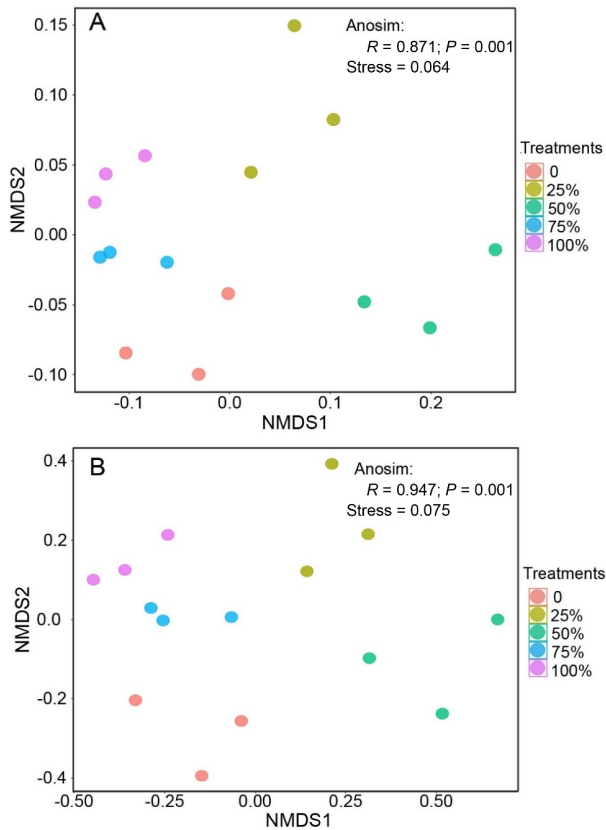 A
Anosim:
R = 0.871; P = 0.001
Stress = 0.064
0.15
0.10
0.05
0.00
-0.05
-0.10
NMDS2
-0.1
0.0
0.1
0.2
NMDS1
Treatments
0
25%
50%
75%
100%
B
Anosim:
R = 0.947; P = 0.001
Stress = 0.075
0.4
0.2
0.0
-0.2
-0.4
NMDS2
-0.50
-0.25
0.00
0.25
0.50
NMDS1
Treatments
0
25%
50%
75%
100%